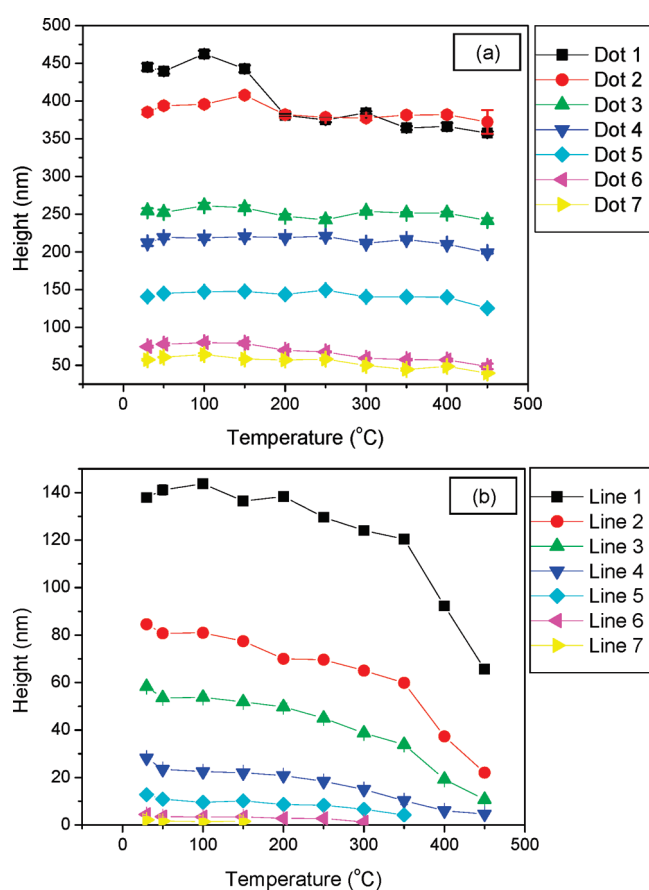 500
450
400
350
300
250
200
150
100
50
Height (nm)
(a)
Dot 1
Dot 2
Dot 3
Dot 4
Dot 5
Dot 6
Dot 7
0 100 200 300 400 500
Temperature (°C)
140
120
100
80
60
40
20
0
Height (nm)
(b)
Line 1
Line 2
Line 3
Line 4
Line 5
Line 6
Line 7
0 100 200 300 400 500
Temperature (°C)